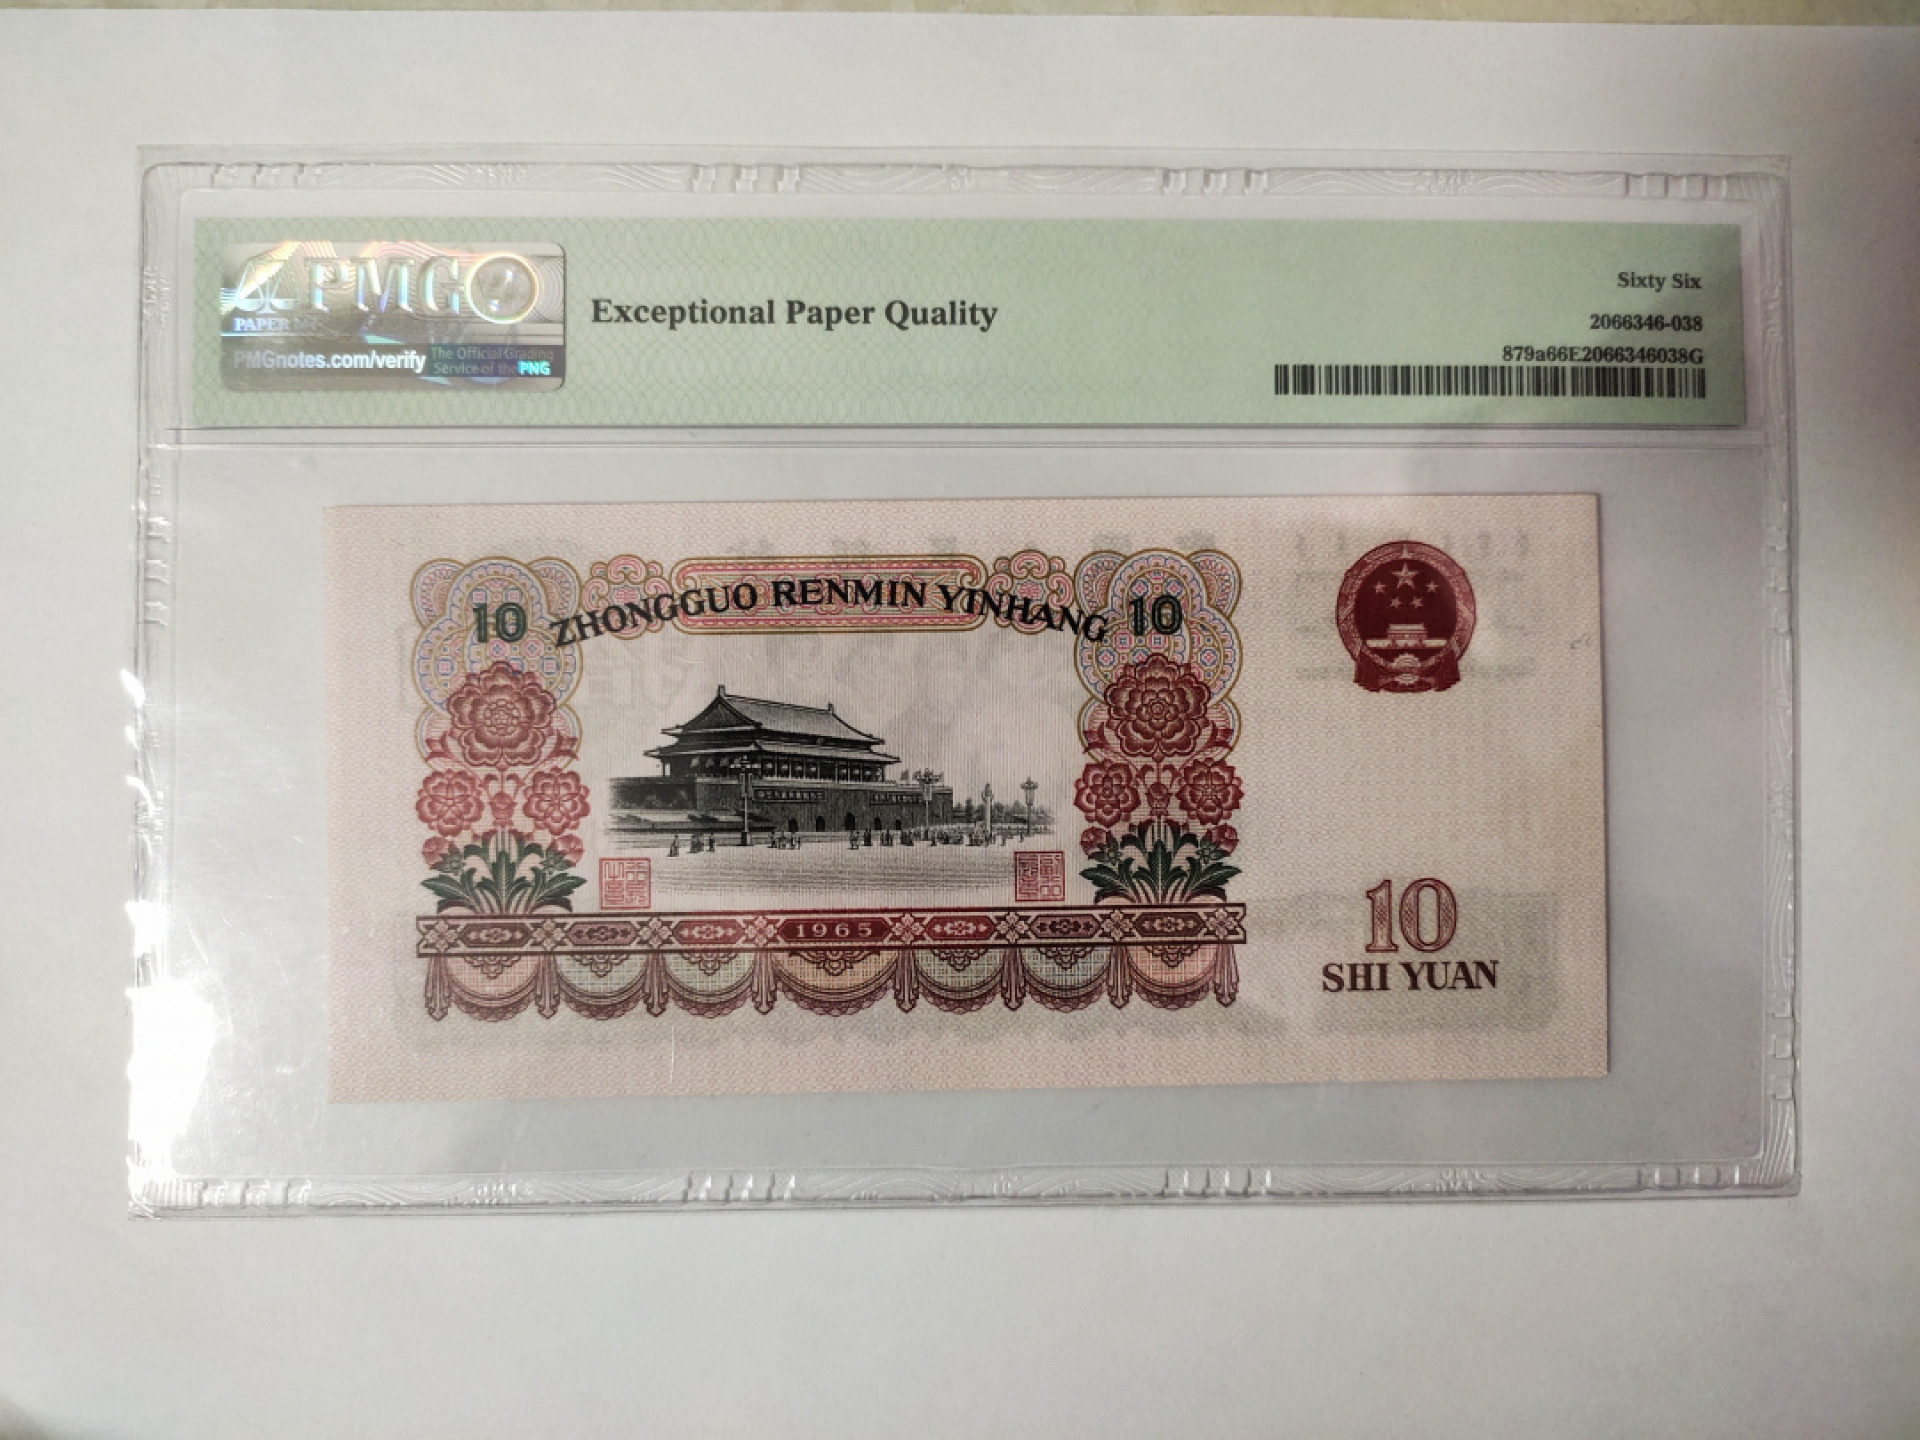 PMG
PAPER
PMGnotes.com/verify
The Official Grading
Service of the PNG
Exceptional Paper Quality
Sixty Six
2066346-038
879a66E2066346038G
10 ZHONGGUO RENMIN YINHANG 10
1965
10
SHI YUAN